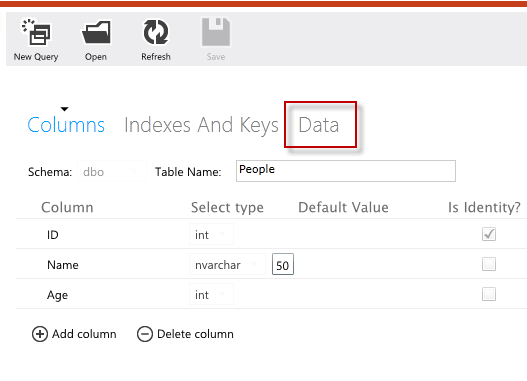 New Query Open Refresh Save
Columns Indexes And Keys Data
Schema: dbo Table Name: People
Column Select type Default Value Is Identity?
ID int
Name nvarchar 50
Age int
Add column Delete column